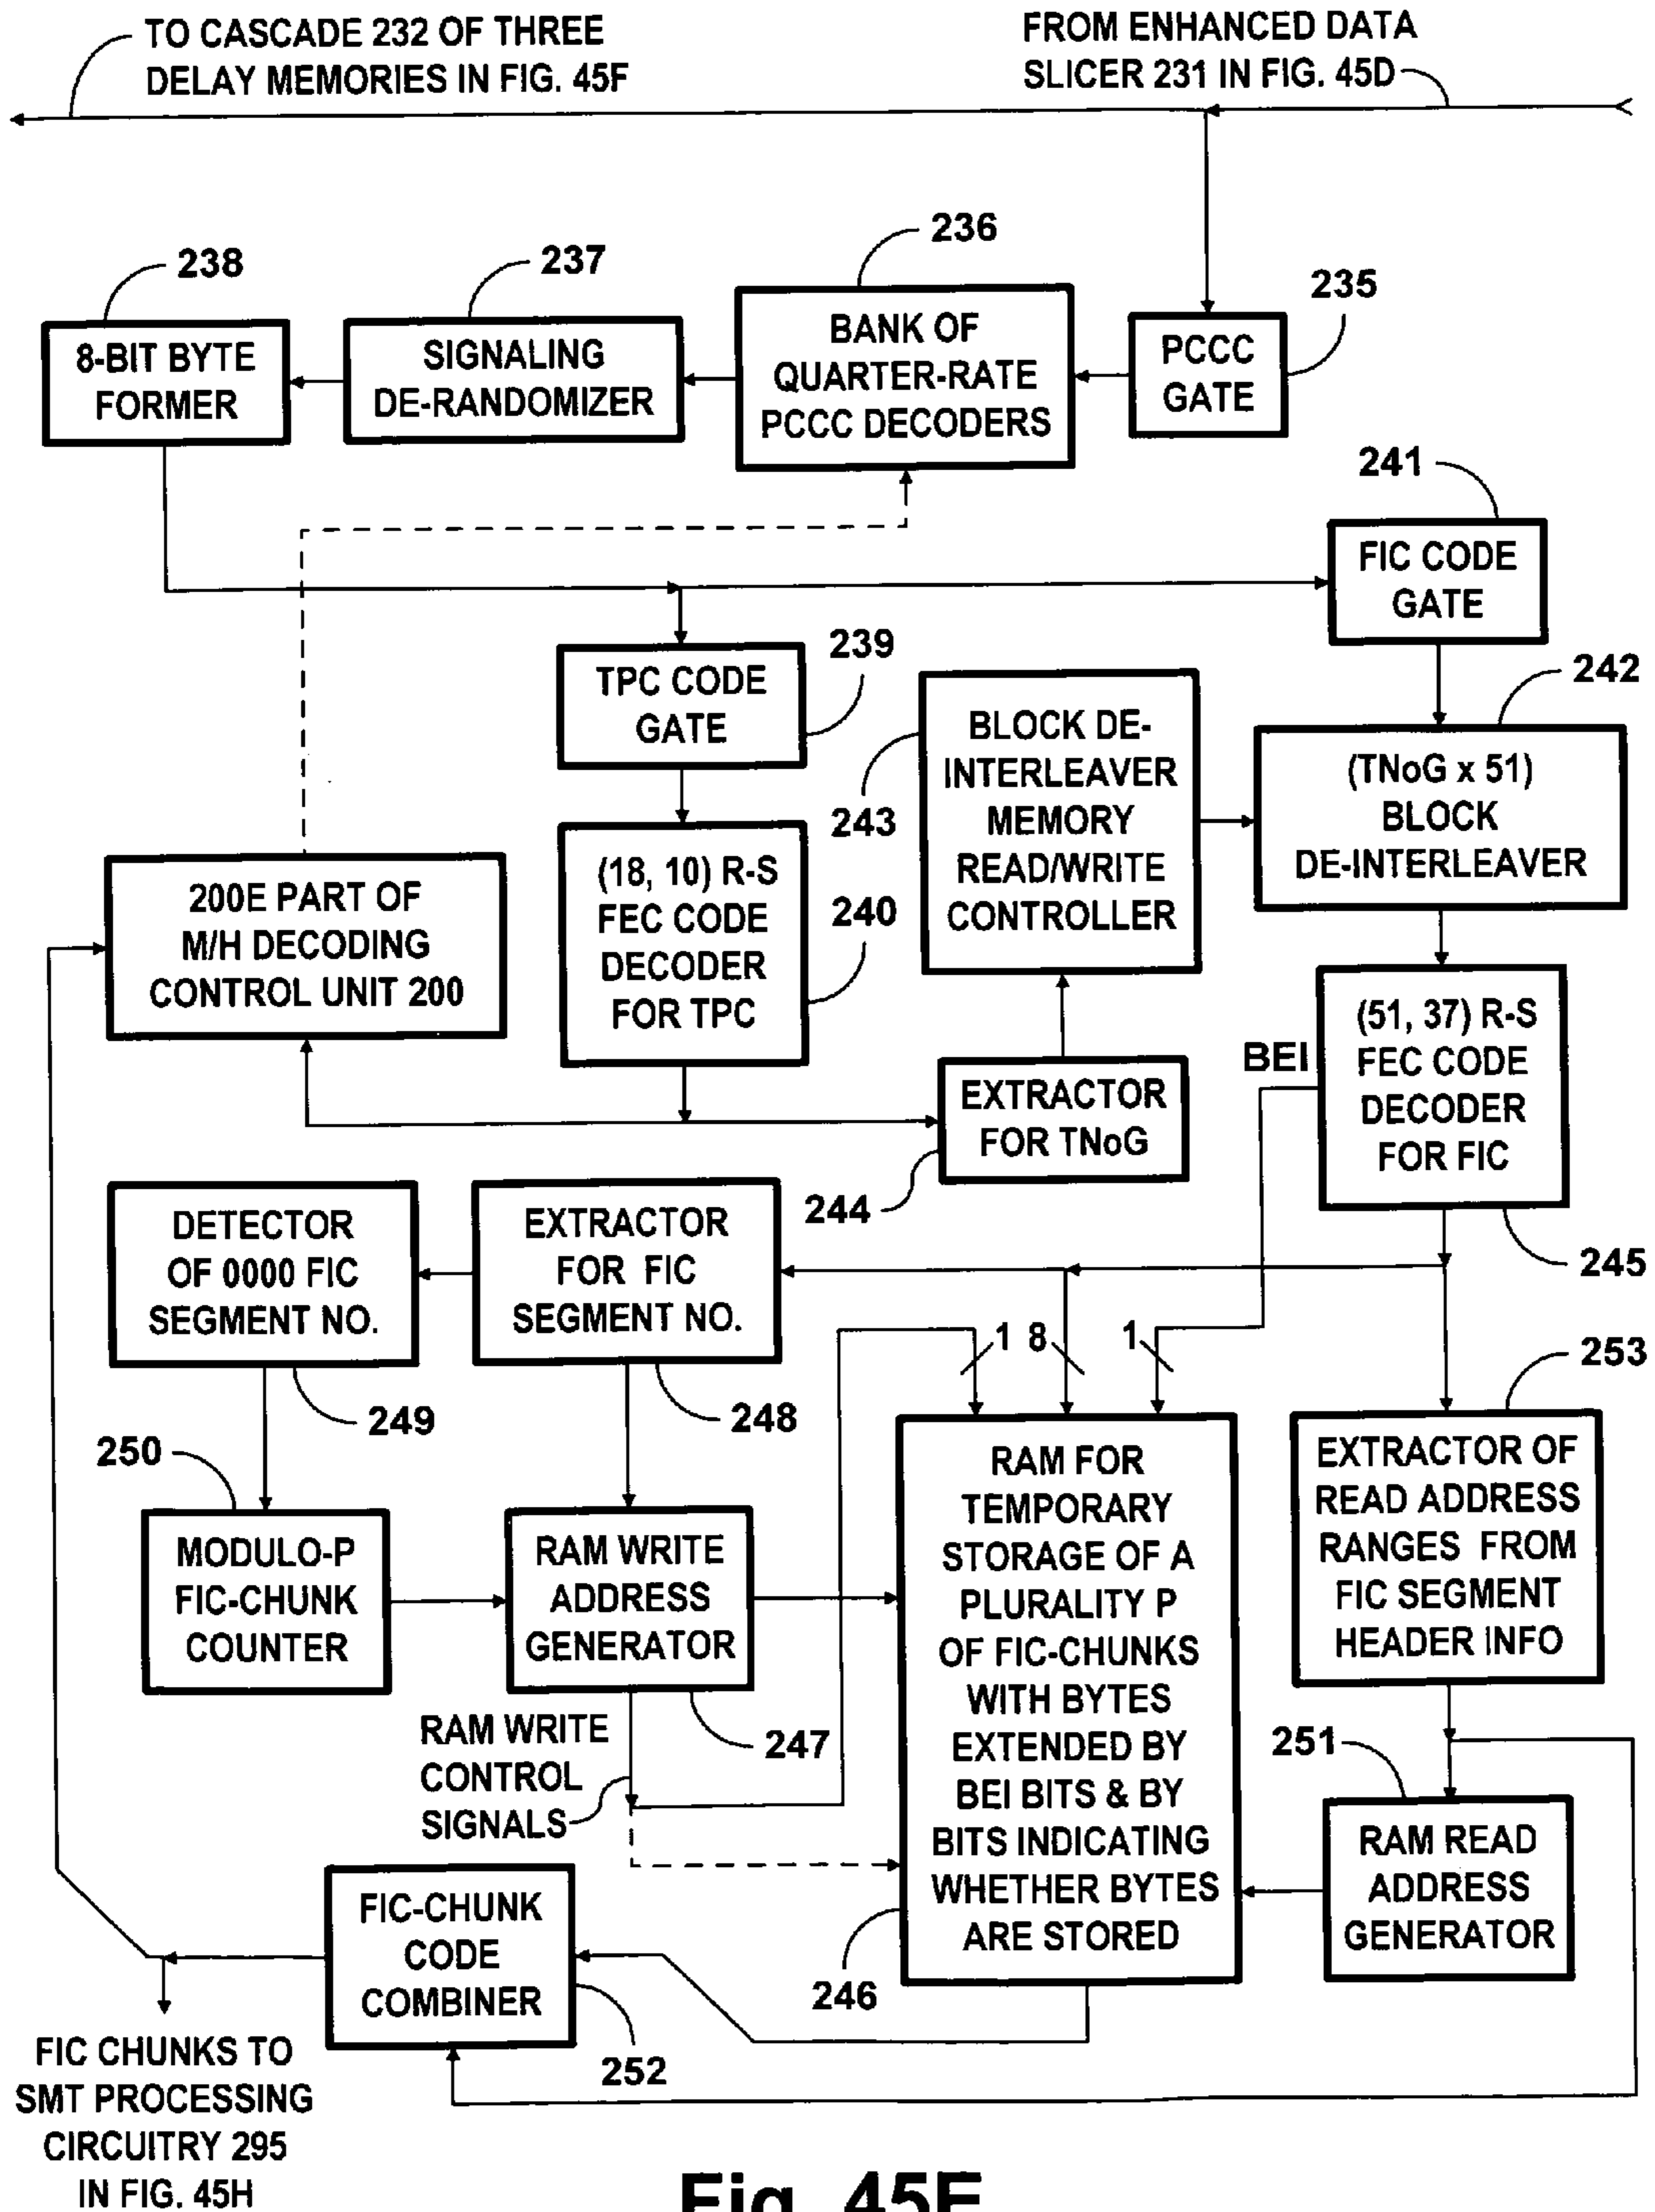 TO CASCADE 232 OF THREE
DELAY MEMORIES IN FIG. 45F
FROM ENHANCED DATA
SLICER 231 IN FIG. 45D
236
237
238
235
8-BIT BYTE
FORMER
SIGNALING
DE-RANDOMIZER
BANK OF
QUARTER-RATE
PCCC DECODERS
PCCC
GATE
241
FIC CODE
GATE
239
TPC CODE
GATE
242
243
BLOCK DE-
INTERLEAVER
MEMORY
READ/WRITE
CONTROLLER
(TNoG x 51)
BLOCK
DE-INTERLEAVER
200E PART OF
M/H DECODING
CONTROL UNIT 200
(18, 10) R-S
FEC CODE
DECODER
FOR TPC
240
BEI
(51, 37) R-S
FEC CODE
DECODER
FOR FIC
EXTRACTOR
FOR TNoG
244
245
DETECTOR
OF 0000 FIC
SEGMENT NO.
EXTRACTOR
FOR FIC
SEGMENT NO.
1 8 1
253
249
248
250
MODULO-P
FIC-CHUNK
COUNTER
RAM WRITE
ADDRESS
GENERATOR
RAM FOR
TEMPORARY
STORAGE OF A
PLURALITY P
OF FIC-CHUNKS
WITH BYTES
EXTENDED BY
BEI BITS & BY
BITS INDICATING
WHETHER BYTES
ARE STORED
EXTRACTOR OF
READ ADDRESS
RANGES FROM
FIC SEGMENT
HEADER INFO
RAM WRITE
CONTROL
SIGNALS
247
251
RAM READ
ADDRESS
GENERATOR
FIC-CHUNK
CODE
COMBINER
246
252
FIC CHUNKS TO
SMT PROCESSING
CIRCUITRY 295
IN FIG. 45H
Fig. 45E